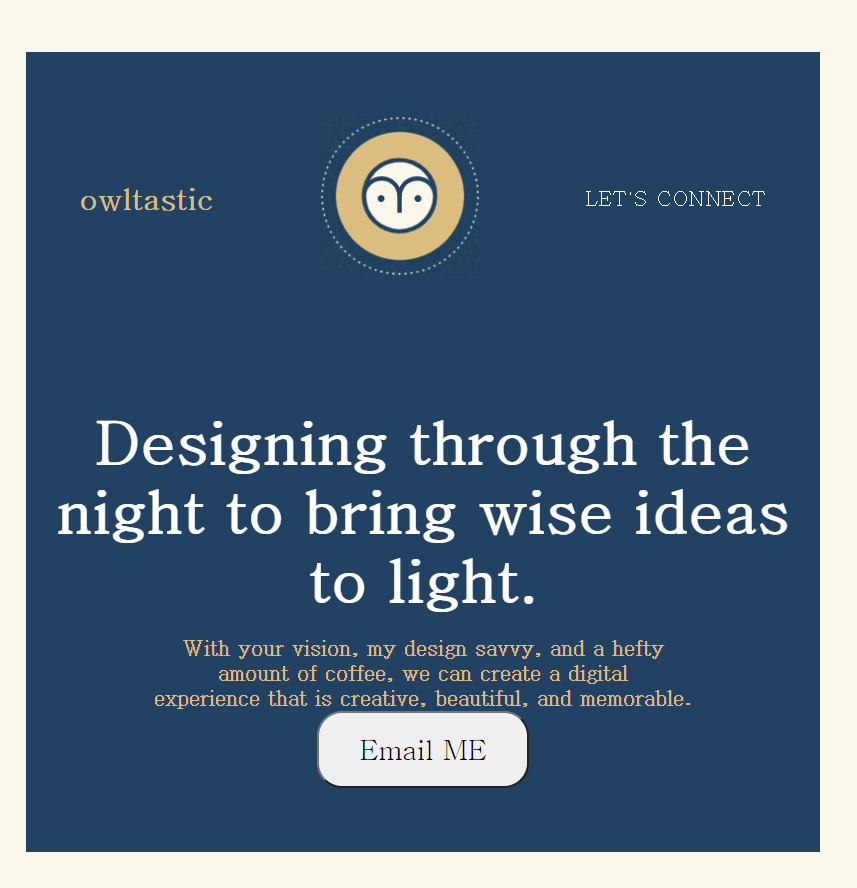 owltastic
LET'S CONNECT
Designing through the
night to bring wise ideas
to light.
With your vision, my design savvy, and a hefty
amount of coffee, we can create a digital
experience that is creative, beautiful, and memorable.
Email ME